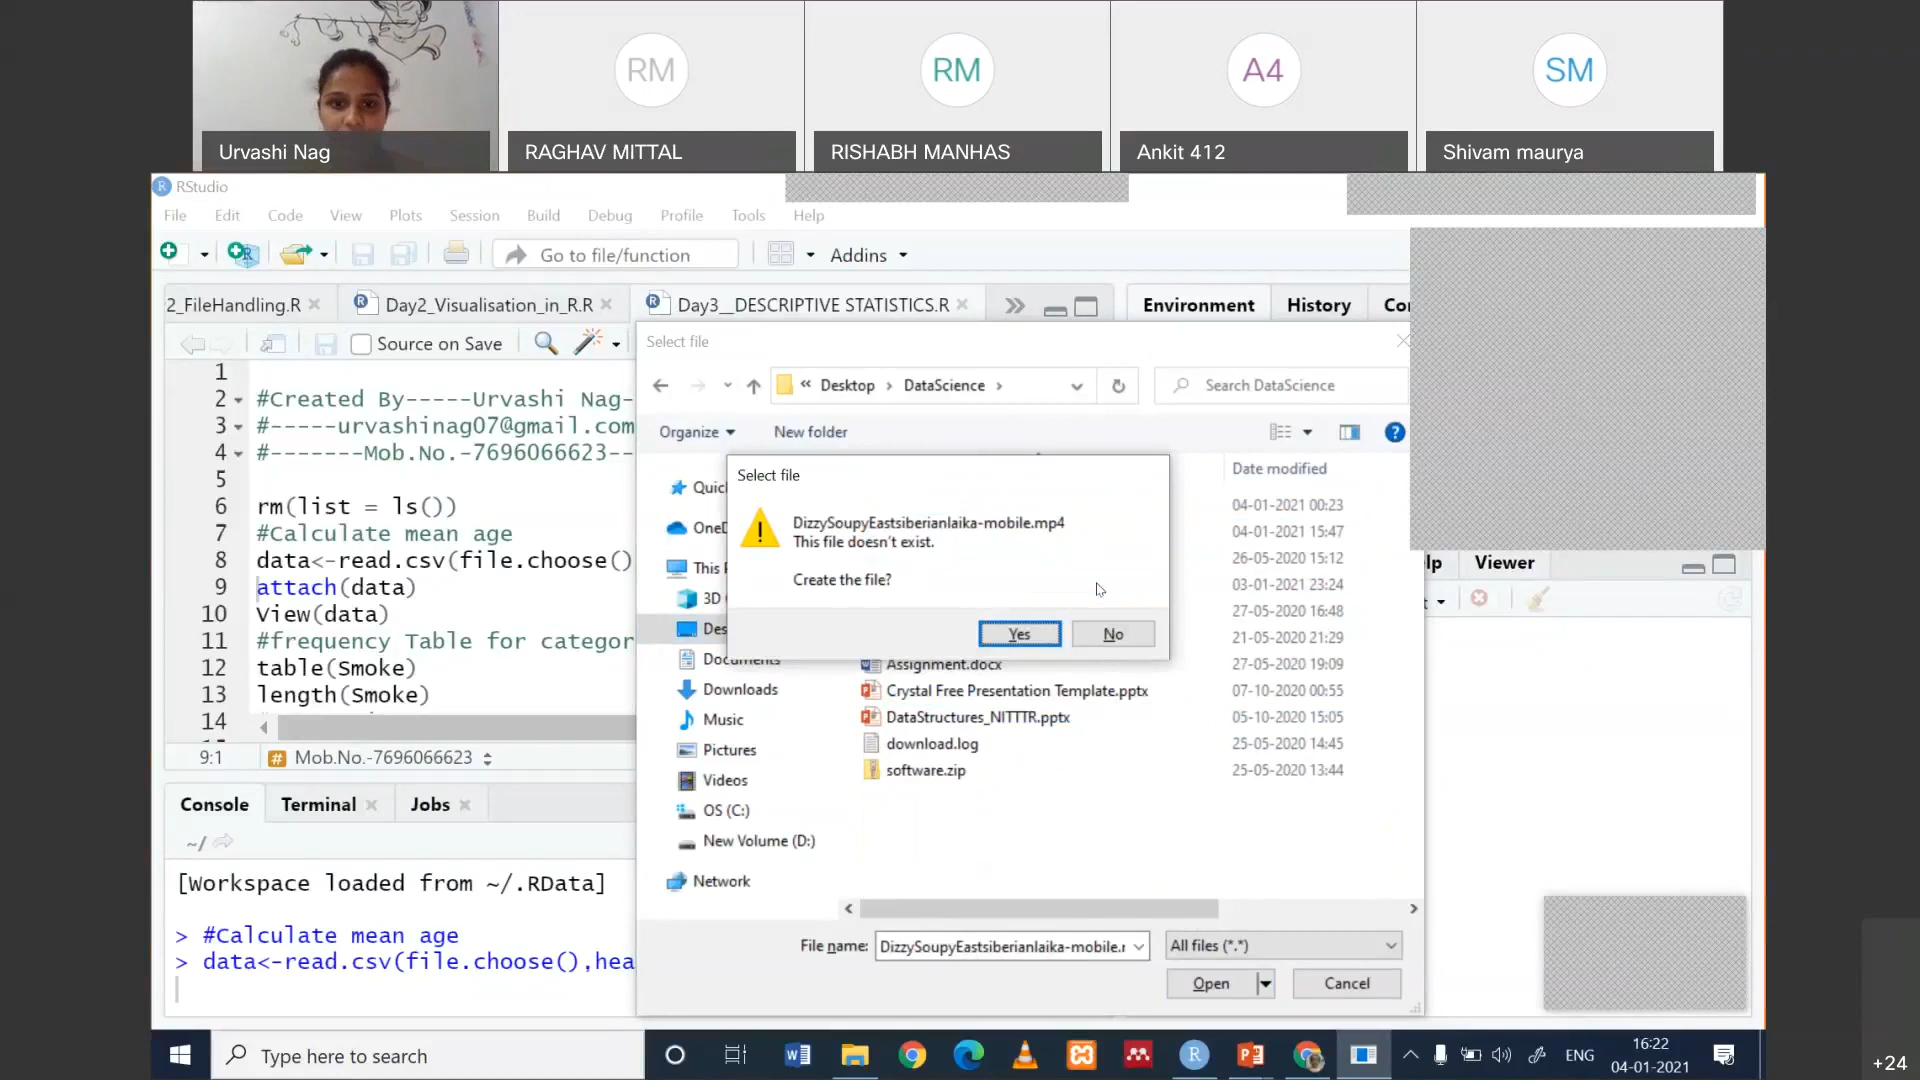 RM
RM
A4
SM
Urvashi Nag
RAGHAV MITTAL
RISHABH MANHAS
Ankit 412
Shivam maurya
RStudio
File Edit Code View Plots Session Build Debug Profile Tools Help
Go to file/function
Addins
2_FileHandling.R
Day2_Visualisation_in_R.R
Day3__DESCRIPTIVE STATISTICS.R
Environment
History
Source on Save
1
2 #Created By-----Urvashi Nag-
3 #-----urvashinag07@gmail.com
4 #-------Mob.No.-7696066623--
5
6 rm(list = ls())
7 #Calculate mean age
8 data<-read.csv(file.choose()
9 attach(data)
10 View(data)
11 #frequency Table for categor
12 table(Smoke)
13 length(Smoke)
14
9:1
# Mob.No.-7696066623
Console
Terminal
Jobs
~/
[Workspace loaded from ~/.RData]
> #Calculate mean age
> data<-read.csv(file.choose(),hea
Select file
« Desktop › DataScience ›
Search DataScience
Organize
New folder
?
Date modified
04-01-2021 00:23
04-01-2021 15:47
26-05-2020 15:12
03-01-2021 23:24
27-05-2020 16:48
21-05-2020 21:29
Select file
DizzySoupyEastsiberianlaika-mobile.mp4
This file doesn't exist.
Create the file?
Yes
No
Quic
OneD
This P
3D
Des
Documents
Downloads
Music
Pictures
Videos
OS (C:)
New Volume (D:)
Network
Assignment.docx 27-05-2020 19:09
Crystal Free Presentation Template.pptx 07-10-2020 00:55
DataStructures_NITTTR.pptx 05-10-2020 15:05
download.log 25-05-2020 14:45
software.zip 25-05-2020 13:44
File name: DizzySoupyEastsiberianlaika-mobile.r
All files (*.*)
Open
Cancel
lp
Viewer
Type here to search
ENG
16:22
04-01-2021
+24